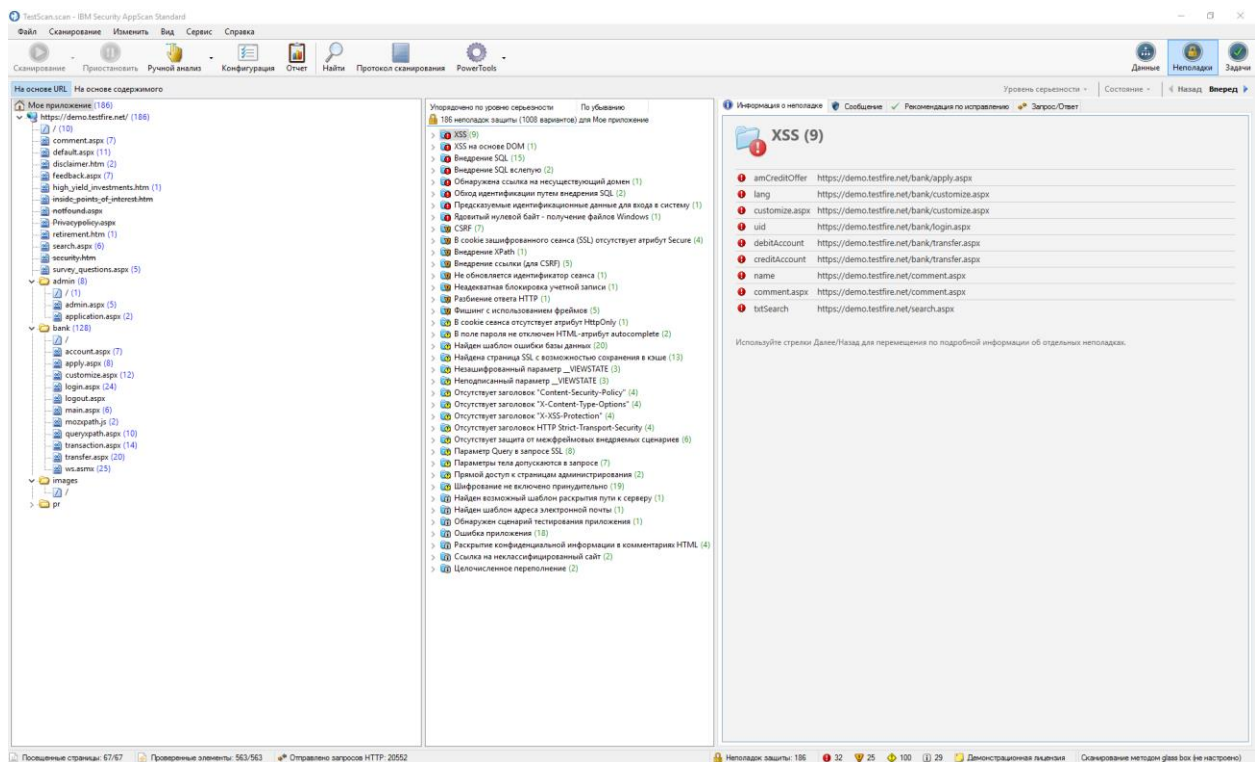 TestScan.scan - IBM Security AppScan Standard
Файл Сканирование Изменить Вид Сервис Справка
Сканирование Приостановить Ручной анализ Конфигурация Отчет Найти Протокол сканирования PowerTools Данные Неполадки Задачи
На основе URL На основе содержимого Уровень серьезности Состояние Назад Вперед
Мое приложение (186)
https://demo.testfire.net/ (186)
/ (10)
comment.aspx (7)
default.aspx (11)
disclaimer.htm (2)
feedback.aspx (7)
high_yield_investments.htm (1)
inside_points_of_interest.htm
notfound.aspx
Privacypolicy.aspx
retirement.htm (1)
search.aspx (6)
security.htm
survey_questions.aspx (5)
admin (8)
/ (1)
admin.aspx (5)
application.aspx (2)
bank (128)
/
account.aspx (7)
apply.aspx (8)
customize.aspx (12)
login.aspx (24)
logout.aspx
main.aspx (6)
mozxpath.js (2)
queryxpath.aspx (10)
transaction.aspx (14)
transfer.aspx (20)
ws.asmx (25)
images
/
pr
Упорядочено по уровню серьезности По убыванию
186 неполадок защиты (1008 вариантов) для Мое приложение
XSS (9)
XSS на основе DOM (1)
Внедрение SQL (15)
Внедрение SQL вслепую (2)
Обнаружена ссылка на несуществующий домен (1)
Обход идентификации путем внедрения SQL (2)
Предсказуемые идентификационные данные для входа в систему (1)
Ядовитый нулевой байт - получение файлов Windows (1)
CSRF (7)
В cookie зашифрованного сеанса (SSL) отсутствует атрибут Secure (4)
Внедрение XPath (1)
Внедрение ссылки (для CSRF) (5)
Не обновляется идентификатор сеанса (1)
Неадекватная блокировка учетной записи (1)
Разбиение ответа HTTP (1)
Фишинг с использованием фреймов (5)
В cookie сеанса отсутствует атрибут HttpOnly (1)
В поле пароля не отключен HTML-атрибут autocomplete (2)
Найден шаблон ошибки базы данных (20)
Найдена страница SSL с возможностью сохранения в кэше (13)
Незашифрованный параметр __VIEWSTATE (3)
Неподписанный параметр __VIEWSTATE (3)
Отсутствует заголовок "Content-Security-Policy" (4)
Отсутствует заголовок "X-Content-Type-Options" (4)
Отсутствует заголовок "X-XSS-Protection" (4)
Отсутствует заголовок HTTP Strict-Transport-Security (4)
Отсутствует защита от межфреймовых внедряемых сценариев (6)
Параметр Query в запросе SSL (8)
Параметры тела допускаются в запросе (7)
Прямой доступ к страницам администрирования (2)
Шифрование не включено принудительно (19)
Найден возможный шаблон раскрытия пути к серверу (1)
Найден шаблон адреса электронной почты (1)
Обнаружен сценарий тестирования приложения (1)
Ошибка приложения (18)
Раскрытие конфиденциальной информации в комментариях HTML (4)
Ссылка на неклассифицированный сайт (2)
Целочисленное переполнение (2)
Информация о неполадке Сообщение Рекомендация по исправлению Запрос/Ответ
XSS (9)
amCreditOffer https://demo.testfire.net/bank/apply.aspx
lang https://demo.testfire.net/bank/customize.aspx
customize.aspx https://demo.testfire.net/bank/customize.aspx
uid https://demo.testfire.net/bank/login.aspx
debitAccount https://demo.testfire.net/bank/transfer.aspx
creditAccount https://demo.testfire.net/bank/transfer.aspx
name https://demo.testfire.net/comment.aspx
comment.aspx https://demo.testfire.net/comment.aspx
txtSearch https://demo.testfire.net/search.aspx
Используйте стрелки Далее/Назад для перемещения по подробной информации об отдельных неполадках.
Посещенные страницы: 67/67 Проверенные элементы: 563/563 Отправлено запросов HTTP: 20552 Неполадок защиты: 186 32 25 100 29 Демонстрационная лицензия Сканирование методом glass box (не настроено)